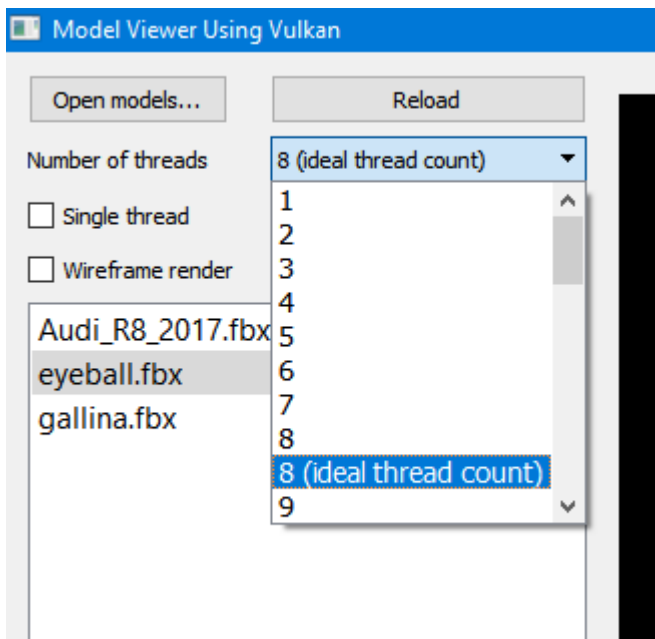 Model Viewer Using Vulkan
Open models...
Reload
Number of threads
8 (ideal thread count)
Single thread
Wireframe render
1
2
3
4
5
6
7
8
8 (ideal thread count)
9
Audi_R8_2017.fbx
eyeball.fbx
gallina.fbx